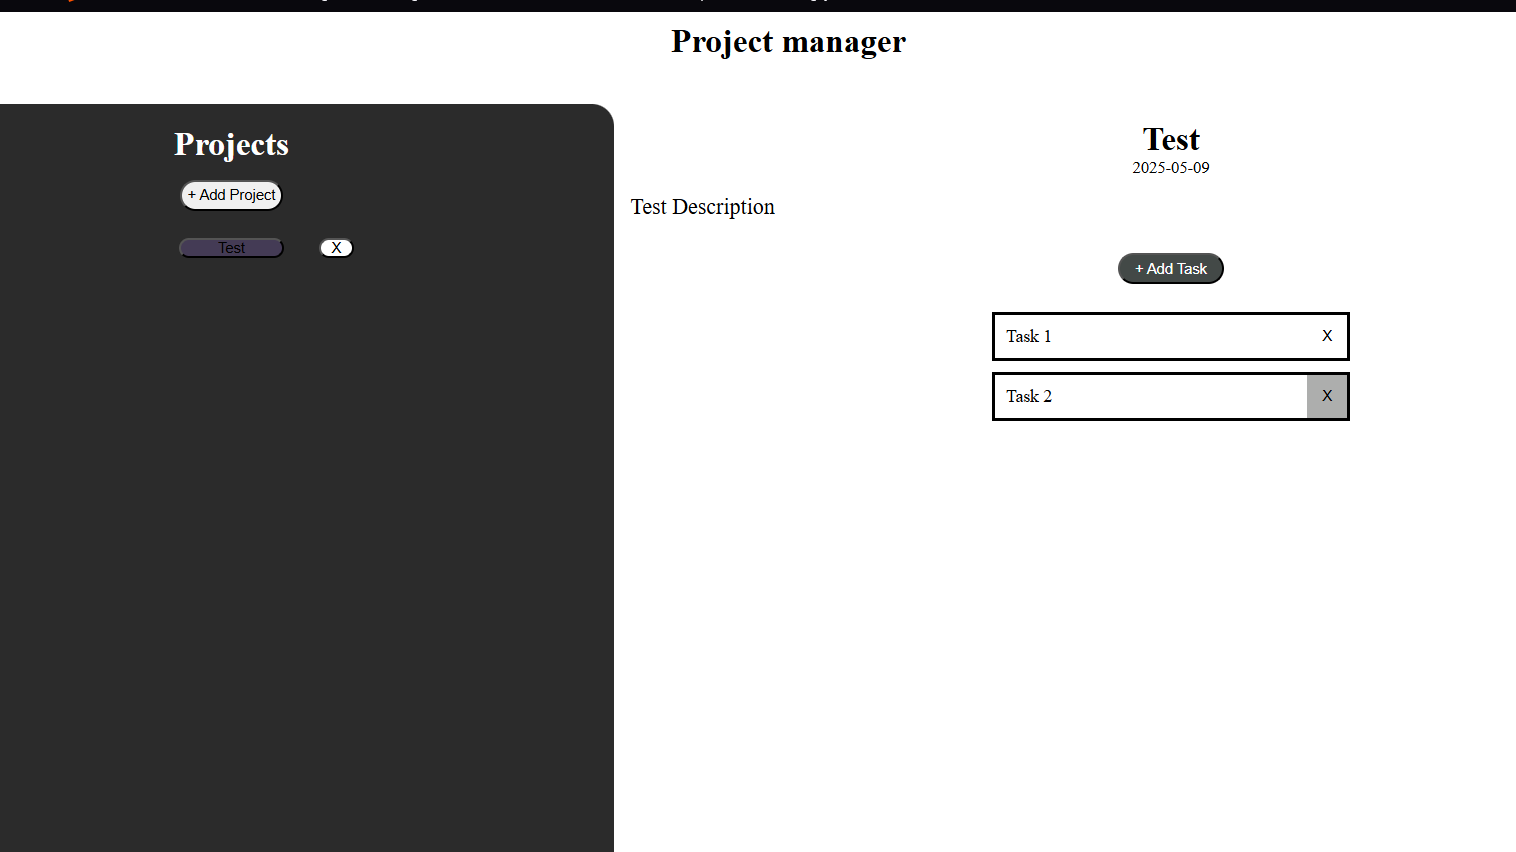 Project manager
Projects
+ Add Project
Test
X
Test
2025-05-09
Test Description
+ Add Task
Task 1
X
Task 2
X